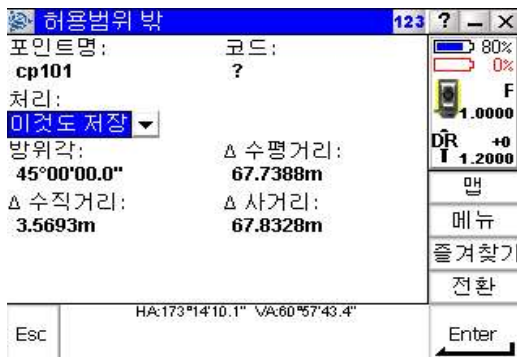 허용범위 밖 123 ? – X
포인트명: 코드:
cp101 ?
처리:
이것도 저장
방위각: Δ 수평거리:
45°00'00.0" 67.7388m
Δ 수직거리: Δ 사거리:
3.5693m 67.8328m
80%
0%
F
1.0000
DR +0
1.2000
맵
메뉴
즐겨찾기
전환
HA:173°14'10.1" VA:60°57'43.4"
Esc Enter